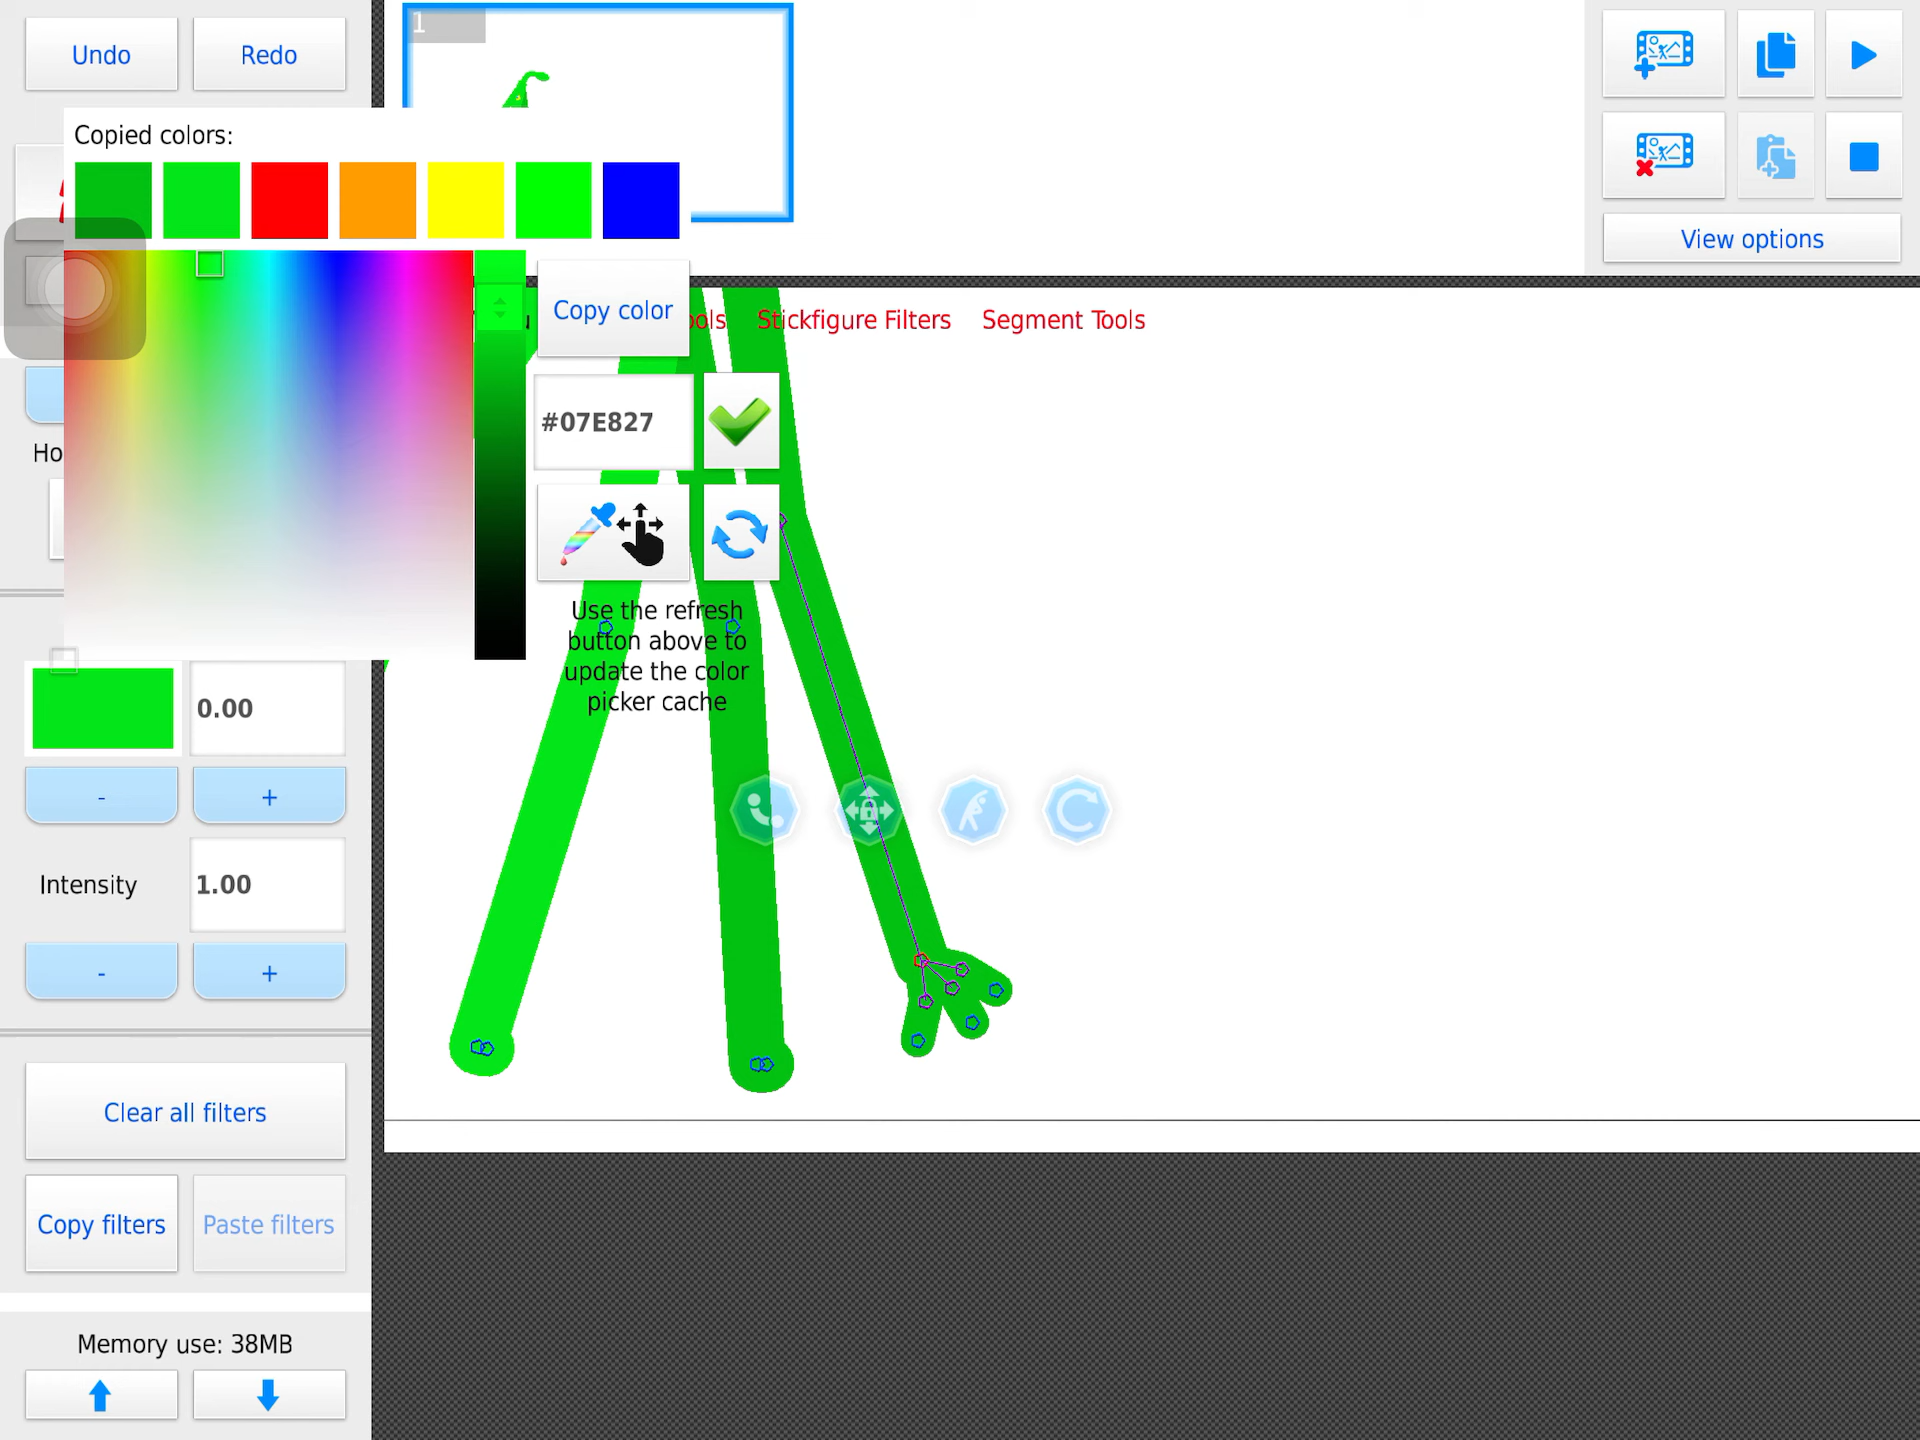 Undo
Redo
1
Copied colors:
View options
Copy color
Stickfigure Filters
Segment Tools
#07E827
Use the refresh
button above to
update the color
picker cache
0.00
-
+
Intensity
1.00
-
+
Clear all filters
Copy filters
Paste filters
Memory use: 38MB